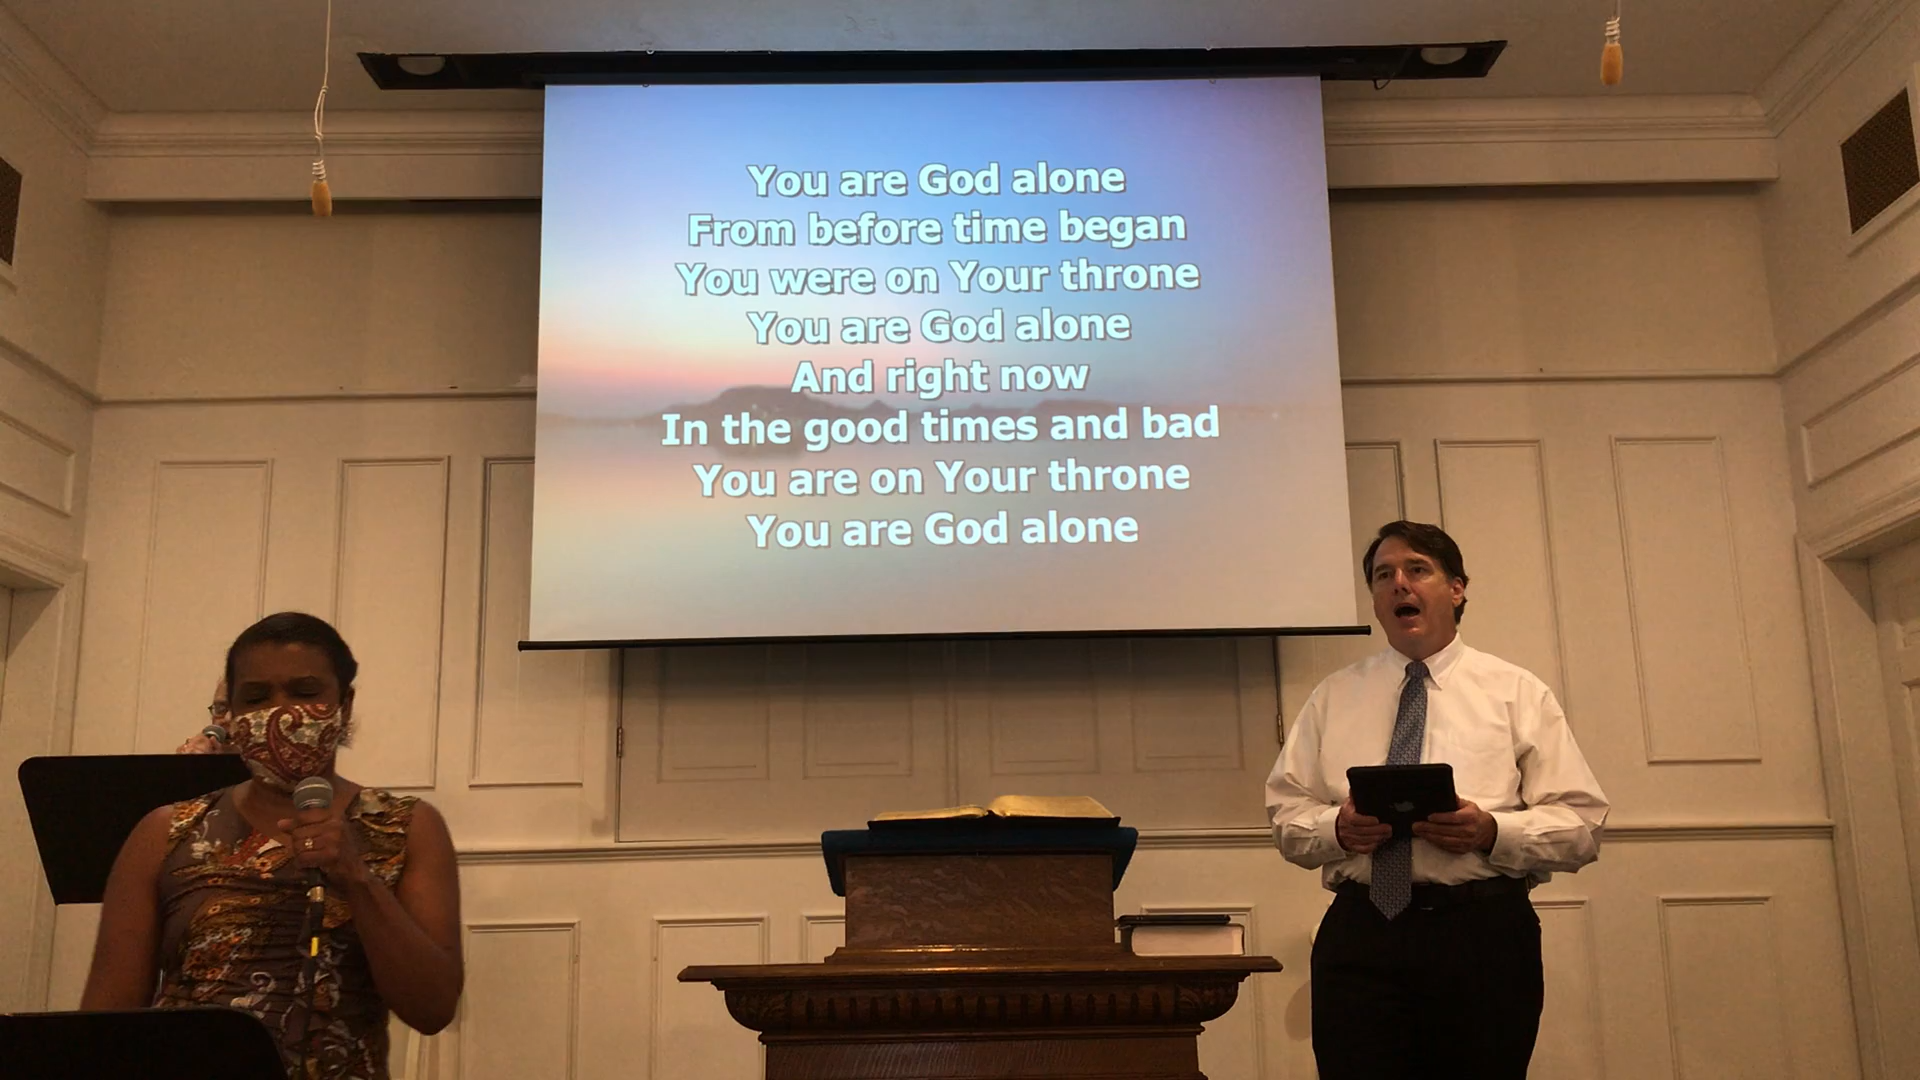 You are God alone
From before time began
You were on Your throne
You are God alone
And right now
In the good times and bad
You are on Your throne
You are God alone